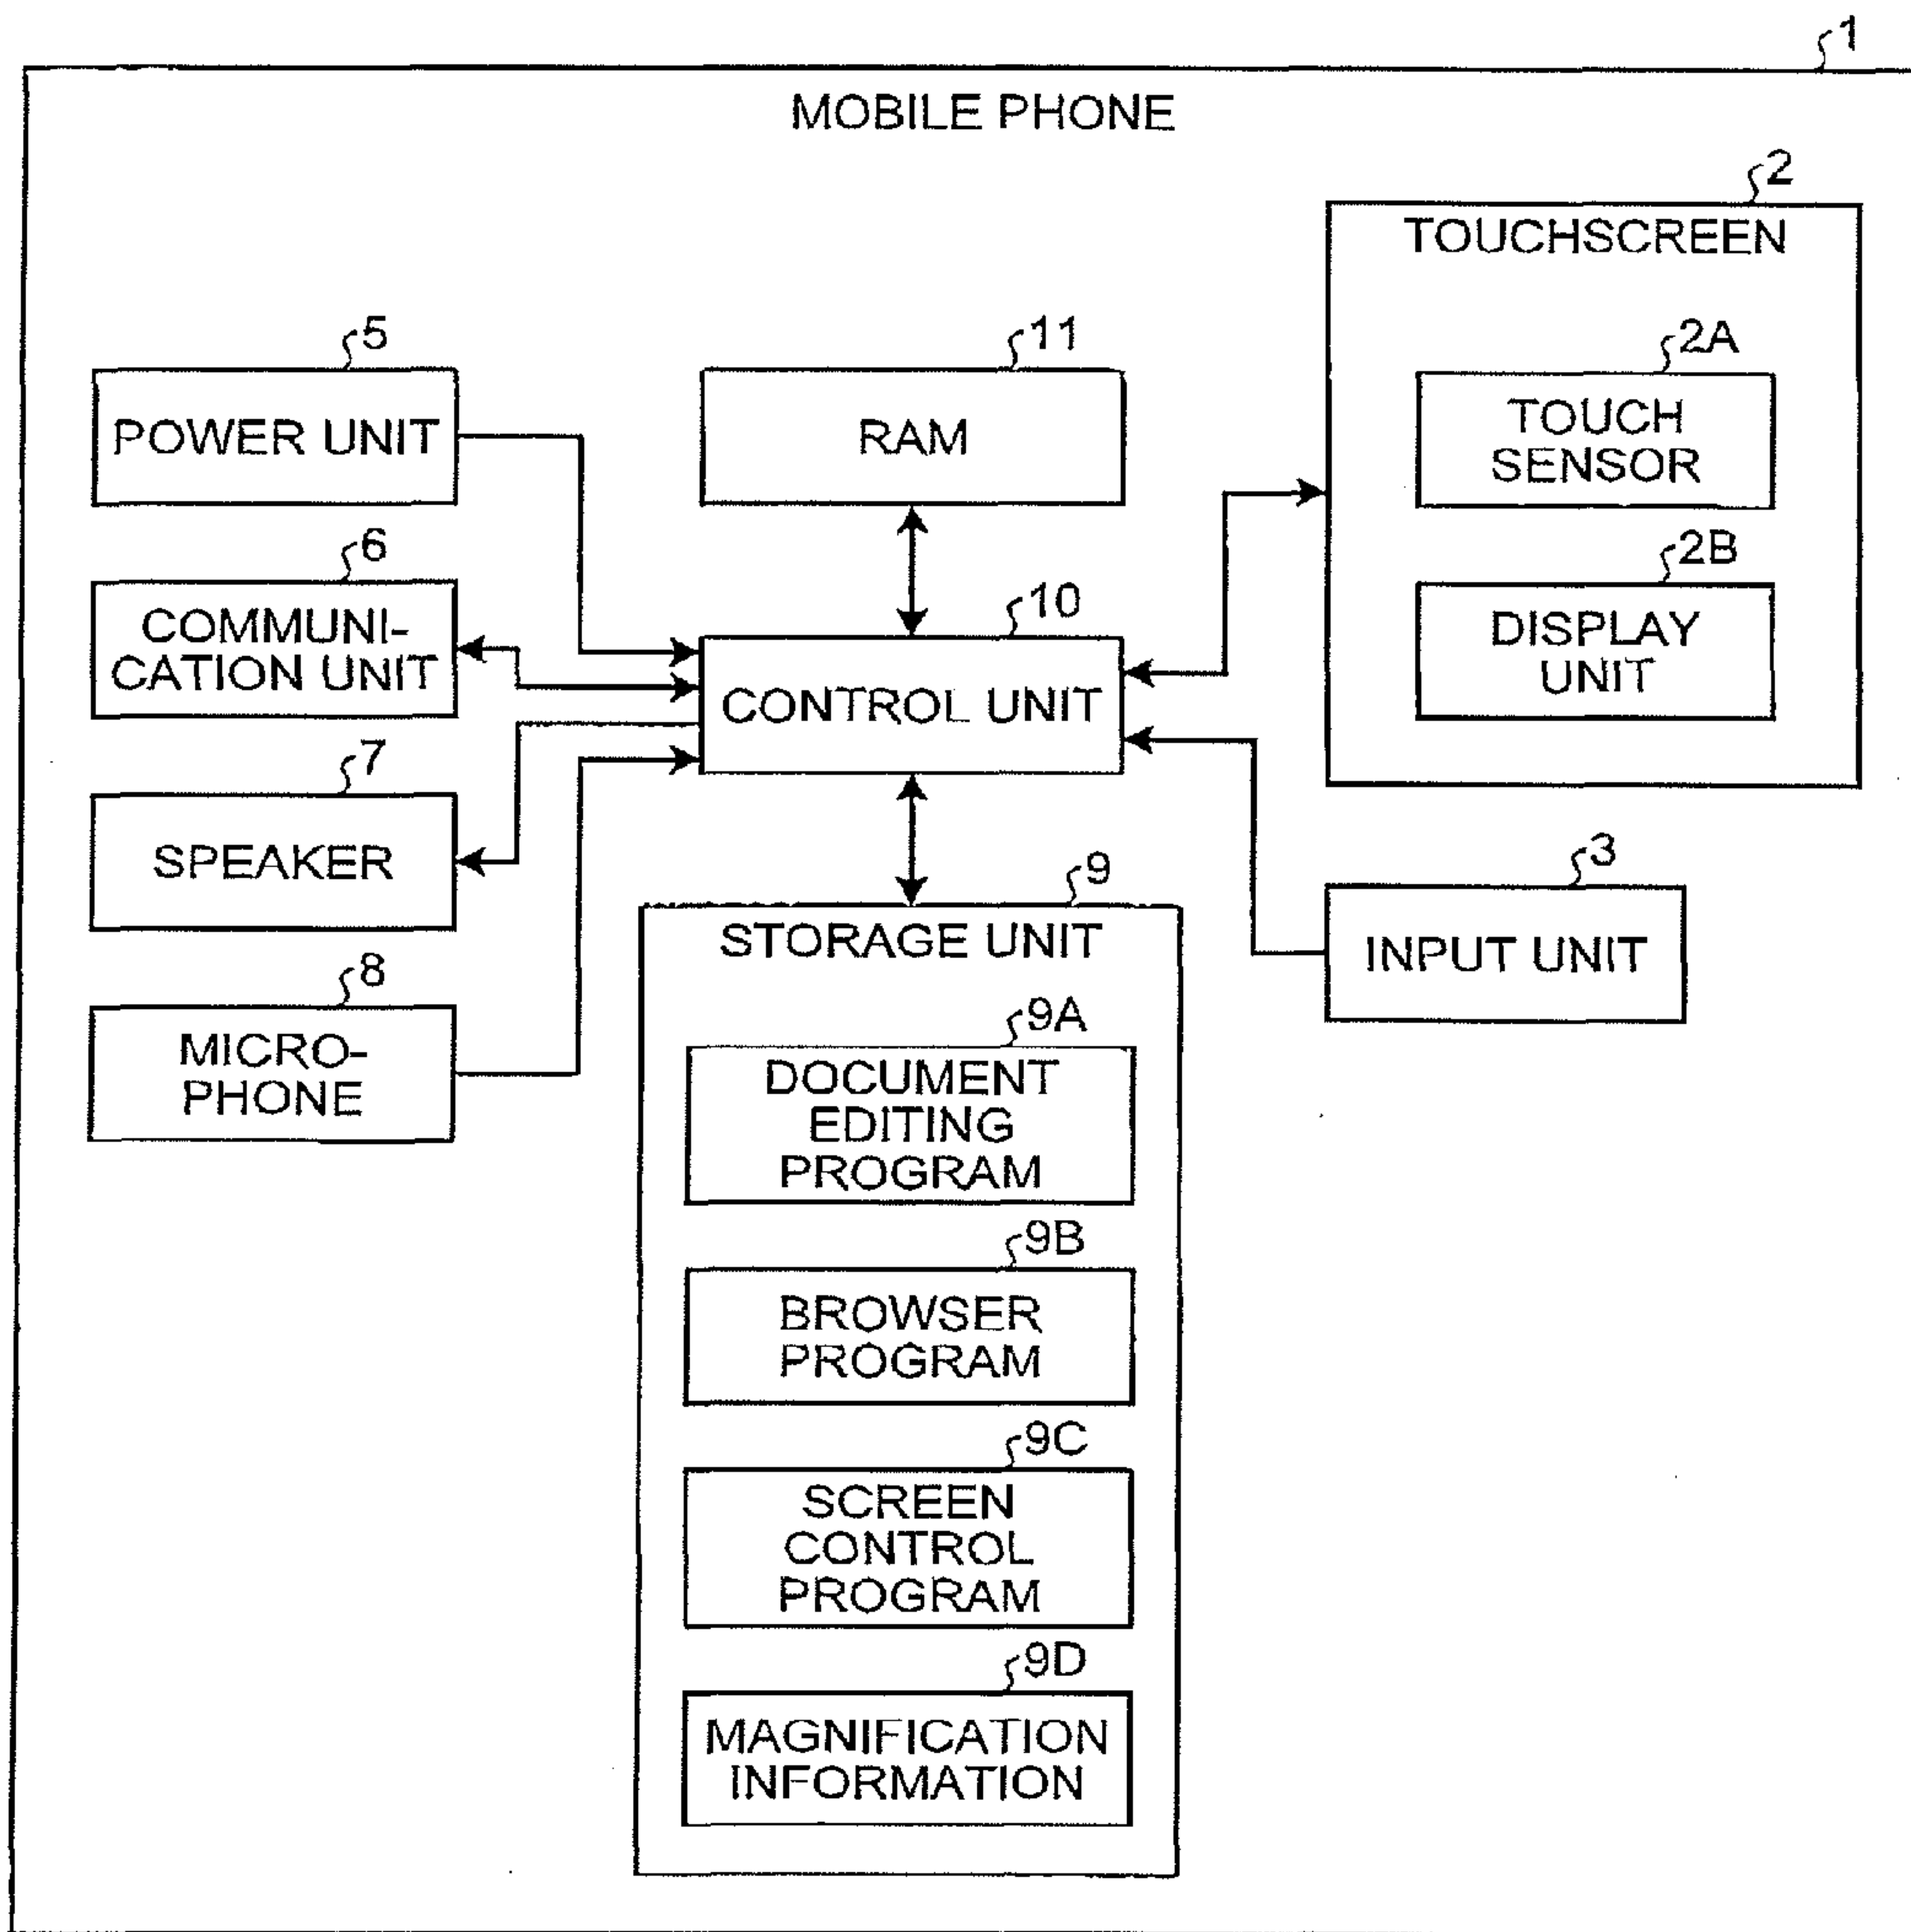 1
MOBILE PHONE
2
TOUCHSCREEN
2A
TOUCH
SENSOR
2B
DISPLAY
UNIT
5
POWER UNIT
11
RAM
6
COMMUNI-
CATION UNIT
10
CONTROL UNIT
7
SPEAKER
3
INPUT UNIT
8
MICRO-
PHONE
9
STORAGE UNIT
9A
DOCUMENT
EDITING
PROGRAM
9B
BROWSER
PROGRAM
9C
SCREEN
CONTROL
PROGRAM
9D
MAGNIFICATION
INFORMATION